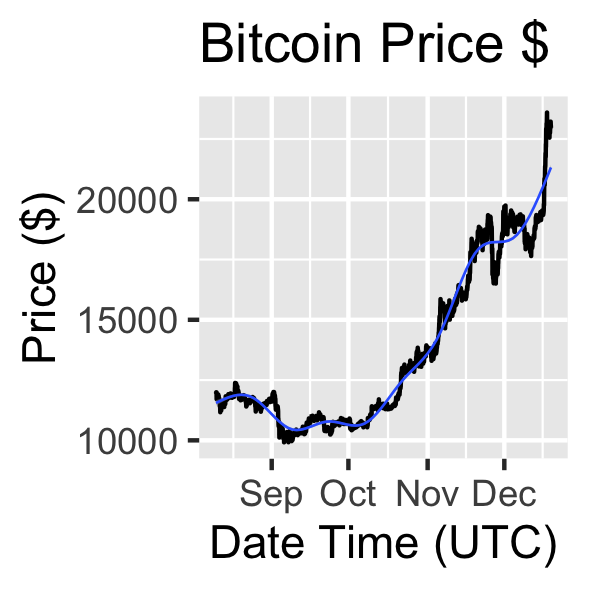 Bitcoin Price $
Price ($)
20000
15000
10000
Sep Oct Nov Dec
Date Time (UTC)